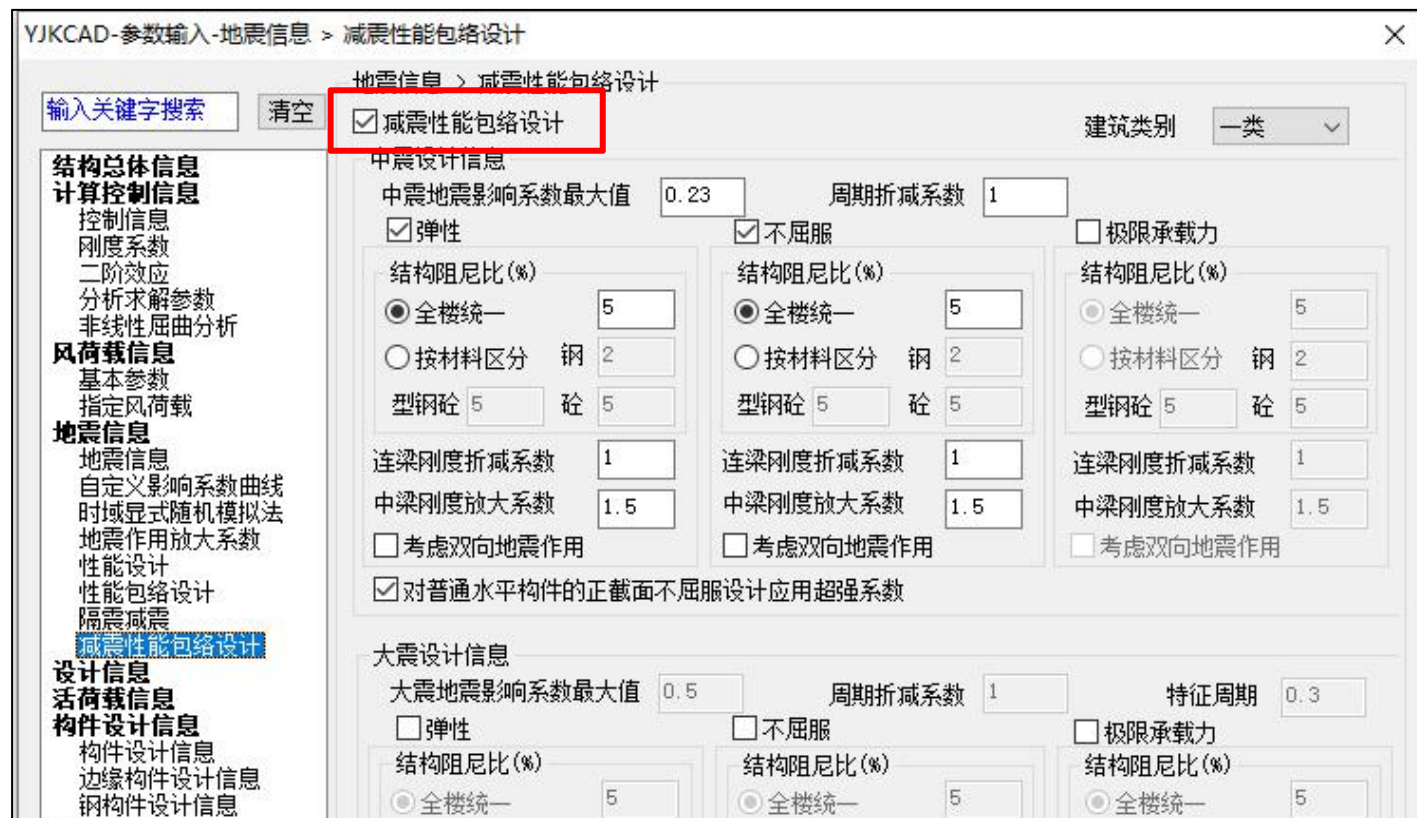 YJKCAD-参数输入-地震信息 > 减震性能包络设计
输入关键字搜索 清空
结构总体信息
计算控制信息
控制信息
刚度系数
二阶效应
分析求解参数
非线性屈曲分析
风荷载信息
基本参数
指定风荷载
地震信息
地震信息
自定义影响系数曲线
时域显式随机模拟法
地震作用放大系数
性能设计
性能包络设计
隔震减震
减震性能包络设计
设计信息
活荷载信息
构件设计信息
构件设计信息
边缘构件设计信息
钢构件设计信息
地震信息 > 减震性能包络设计
减震性能包络设计 建筑类别 一类
中震设计信息
中震地震影响系数最大值 0.23 周期折减系数 1
弹性 不屈服 极限承载力
结构阻尼比(%) 结构阻尼比(%) 结构阻尼比(%)
全楼统一 5 全楼统一 5 全楼统一 5
按材料区分 钢 2 按材料区分 钢 2 按材料区分 钢 2
型钢砼 5 砼 5 型钢砼 5 砼 5 型钢砼 5 砼 5
连梁刚度折减系数 1 连梁刚度折减系数 1 连梁刚度折减系数 1
中梁刚度放大系数 1.5 中梁刚度放大系数 1.5 中梁刚度放大系数 1.5
考虑双向地震作用 考虑双向地震作用 考虑双向地震作用
对普通水平构件的正截面不屈服设计应用超强系数
大震设计信息
大震地震影响系数最大值 0.5 周期折减系数 1 特征周期 0.3
弹性 不屈服 极限承载力
结构阻尼比(%) 结构阻尼比(%) 结构阻尼比(%)
全楼统一 5 全楼统一 5 全楼统一 5